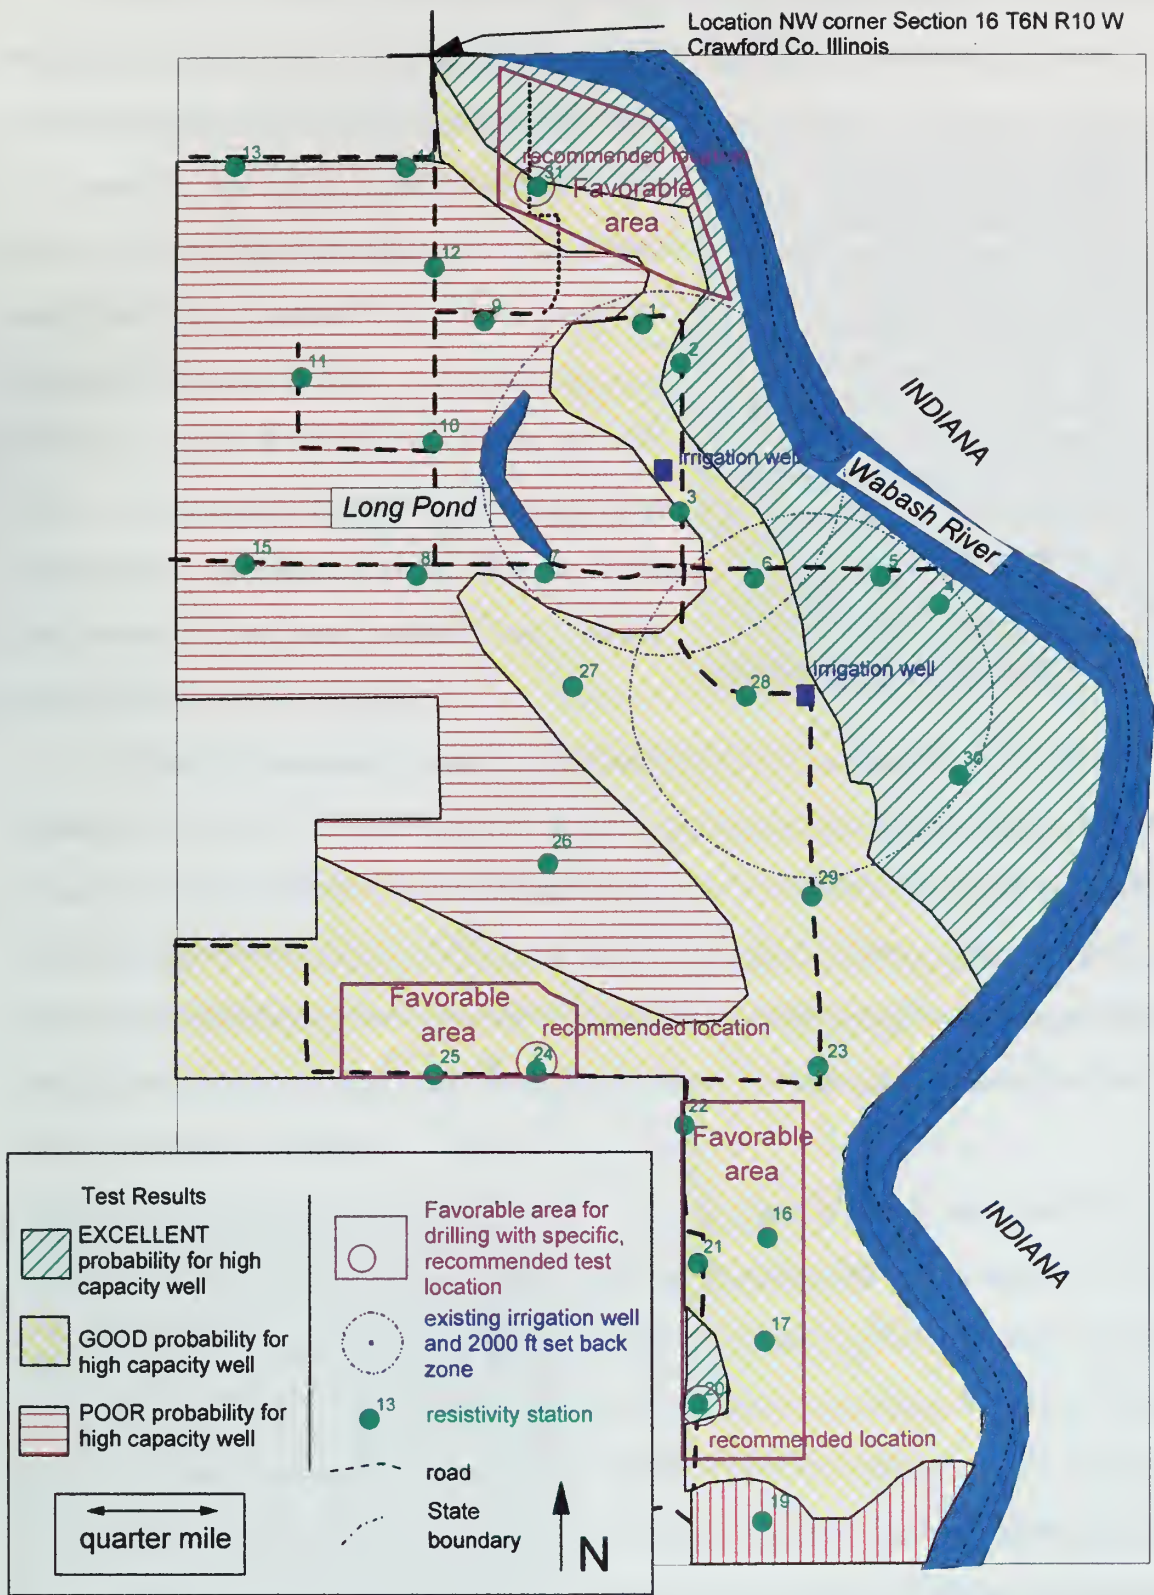 Location NW corner Section 16 T6N R10 W
Crawford Co. Illinois
13
14
recommended location
31
Favorable
area
12
9
1
2
11
INDIANA
10
irrigation well
Wabash River
Long Pond
3
15
8
7
6
5
4
irrigation well
27
28
30
26
29
Favorable
area
recommended location
25
24
23
22
Favorable
area
16
21
INDIANA
17
20
recommended location
19
Test Results
EXCELLENT
probability for high
capacity well
GOOD probability for
high capacity well
POOR probability for
high capacity well
quarter mile
Favorable area for
drilling with specific,
recommended test
location
existing irrigation well
and 2000 ft set back
zone
13
resistivity station
road
State
boundary
N